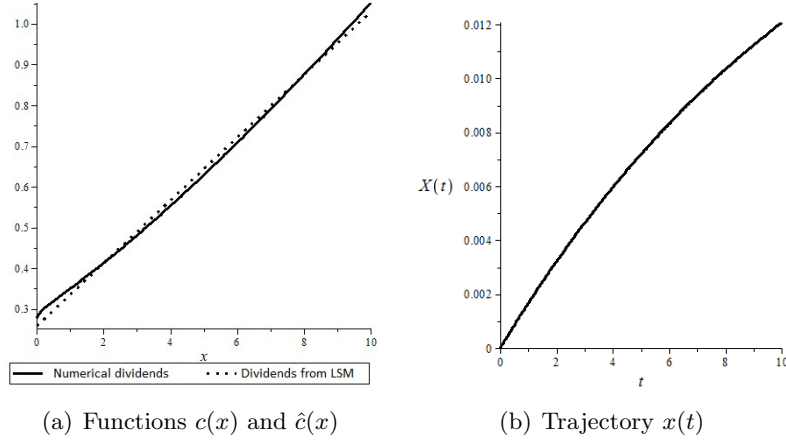 1.0
0.9
0.8
0.7
0.6
0.5
0.4
0.3
0 2 4 6 8 10
x
Numerical dividends Dividends from LSM
(a) Functions c(x) and ĉ(x)
0.012
0.010
0.008
X(t) 0.006
0.004
0.002
0
0 2 4 6 8 10
t
(b) Trajectory x(t)